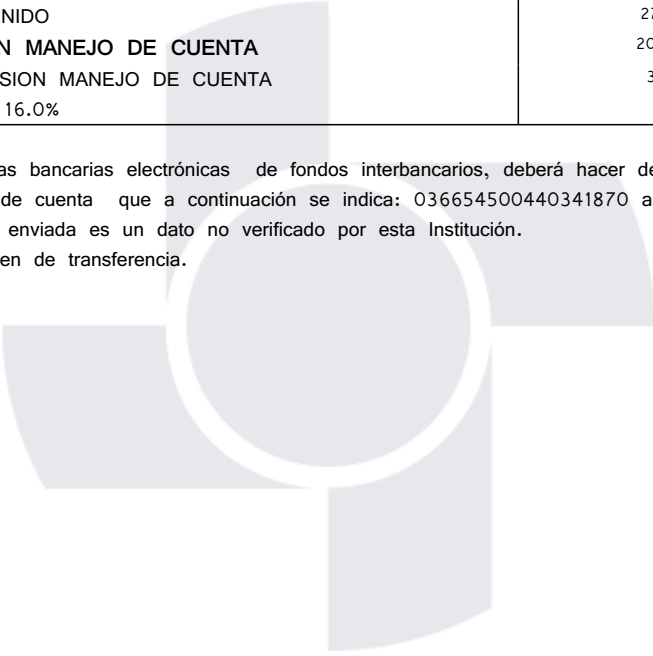 NIDO 27
N MANEJO DE CUENTA 20
SION MANEJO DE CUENTA 3
16.0%
as bancarias electrónicas de fondos interbancarios, deberá hacer de
de cuenta que a continuación se indica: 036654500440341870 a
enviada es un dato no verificado por esta Institución.
en de transferencia.